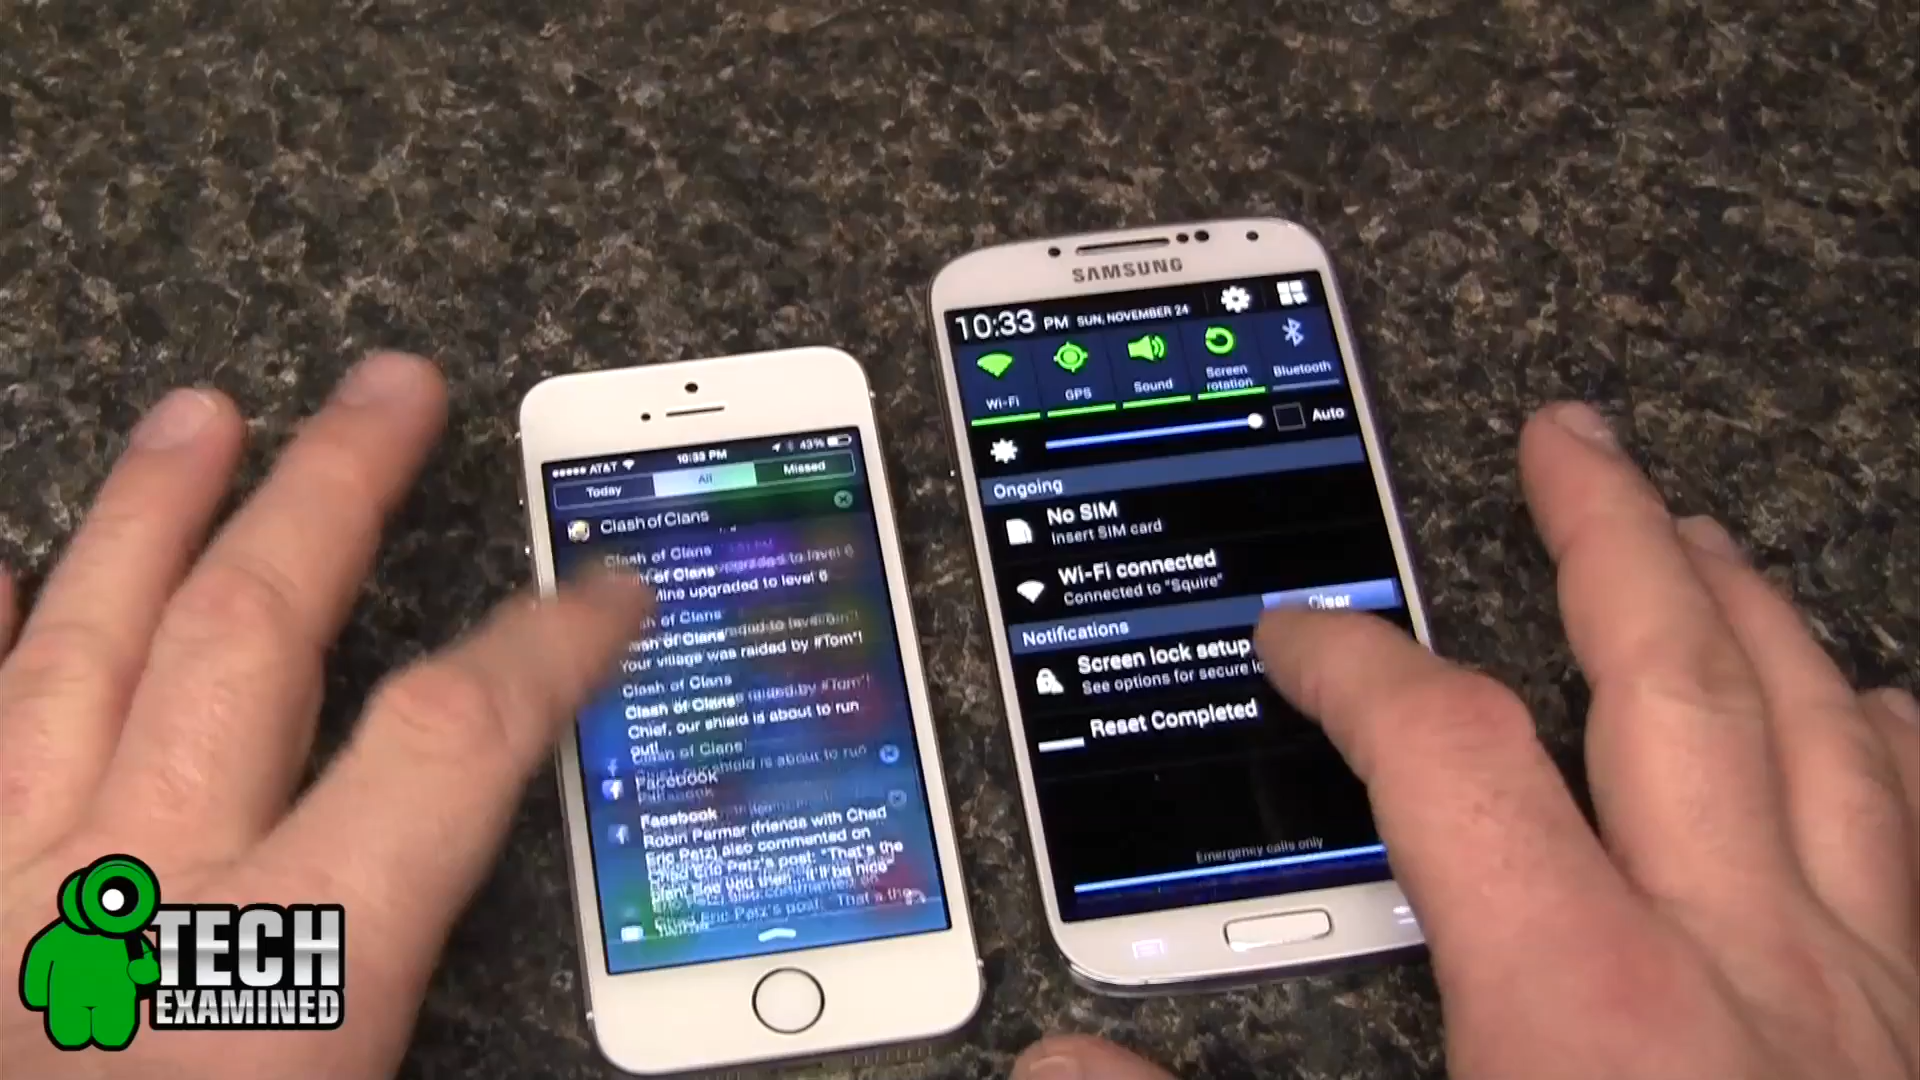 SAMSUNG
10:33 PM SUN, NOVEMBER 24
Wi-Fi
GPS
Sound
Screen rotation
Bluetooth
Auto
Ongoing
No SIM
Insert SIM card
Wi-Fi connected
Connected to "Squire"
Clear
Notifications
Screen lock setup
See options for secure
Reset Completed
Emergency calls only
AT&T 10:33 PM 43%
Today All Missed
Clash of Clans
Clash of Clans
upgraded to level 6
Clash of Clans
Your village was raided by #Tom"!
Clash of Clans
Clash of Clans
Chief, our shield is about to run
out!
Facebook
Facebook
Robin Parmer (friends with Chad
Eric Petz) also commented on
Chad Eric Petz's post: "That's the
TECH
EXAMINED